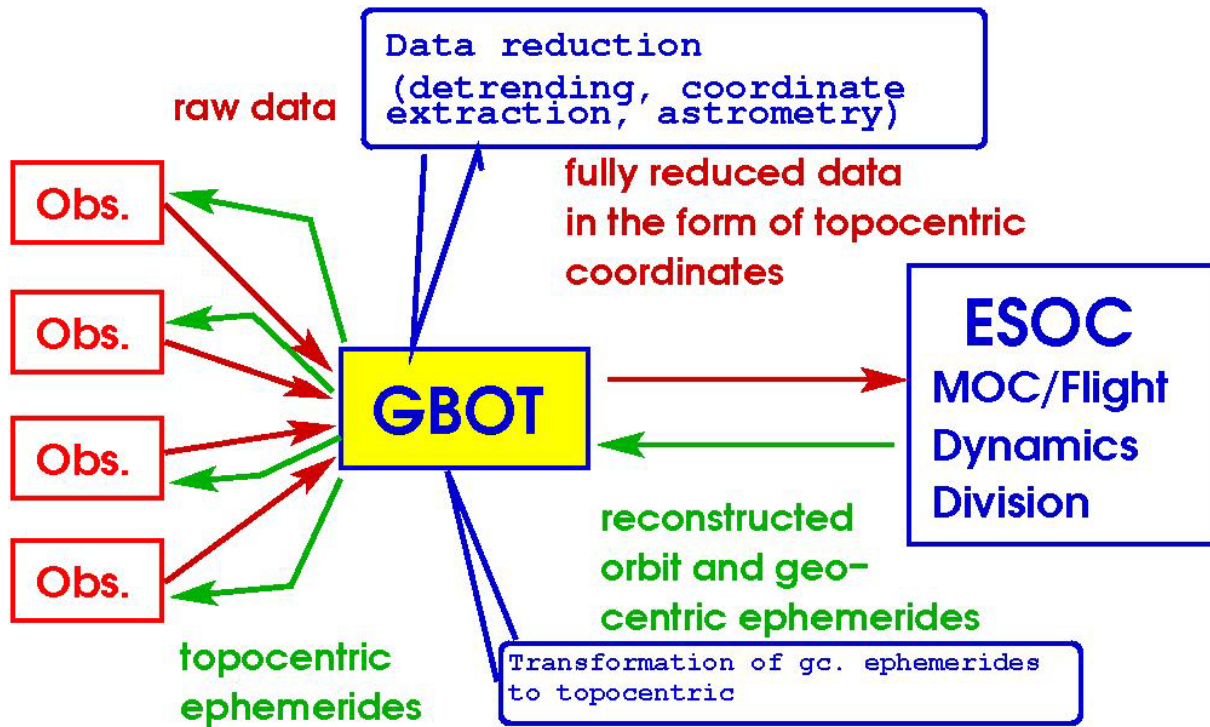 Data reduction
(detrending, coordinate
extraction, astrometry)
raw data
fully reduced data
in the form of topocentric
coordinates
Obs.
Obs.
Obs.
Obs.
GBOT
ESOC
MOC/Flight
Dynamics
Division
reconstructed
orbit and geo-
centric ephemerides
topocentric
ephemerides
Transformation of gc. ephemerides
to topocentric